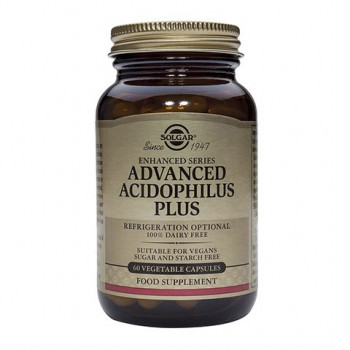 SOLGAR®
Since 1947
ENHANCED SERIES
ADVANCED
ACIDOPHILUS
PLUS
REFRIGERATION OPTIONAL
100% DAIRY FREE
SUITABLE FOR VEGANS
SUGAR AND STARCH FREE
60 VEGETABLE CAPSULES
FOOD SUPPLEMENT